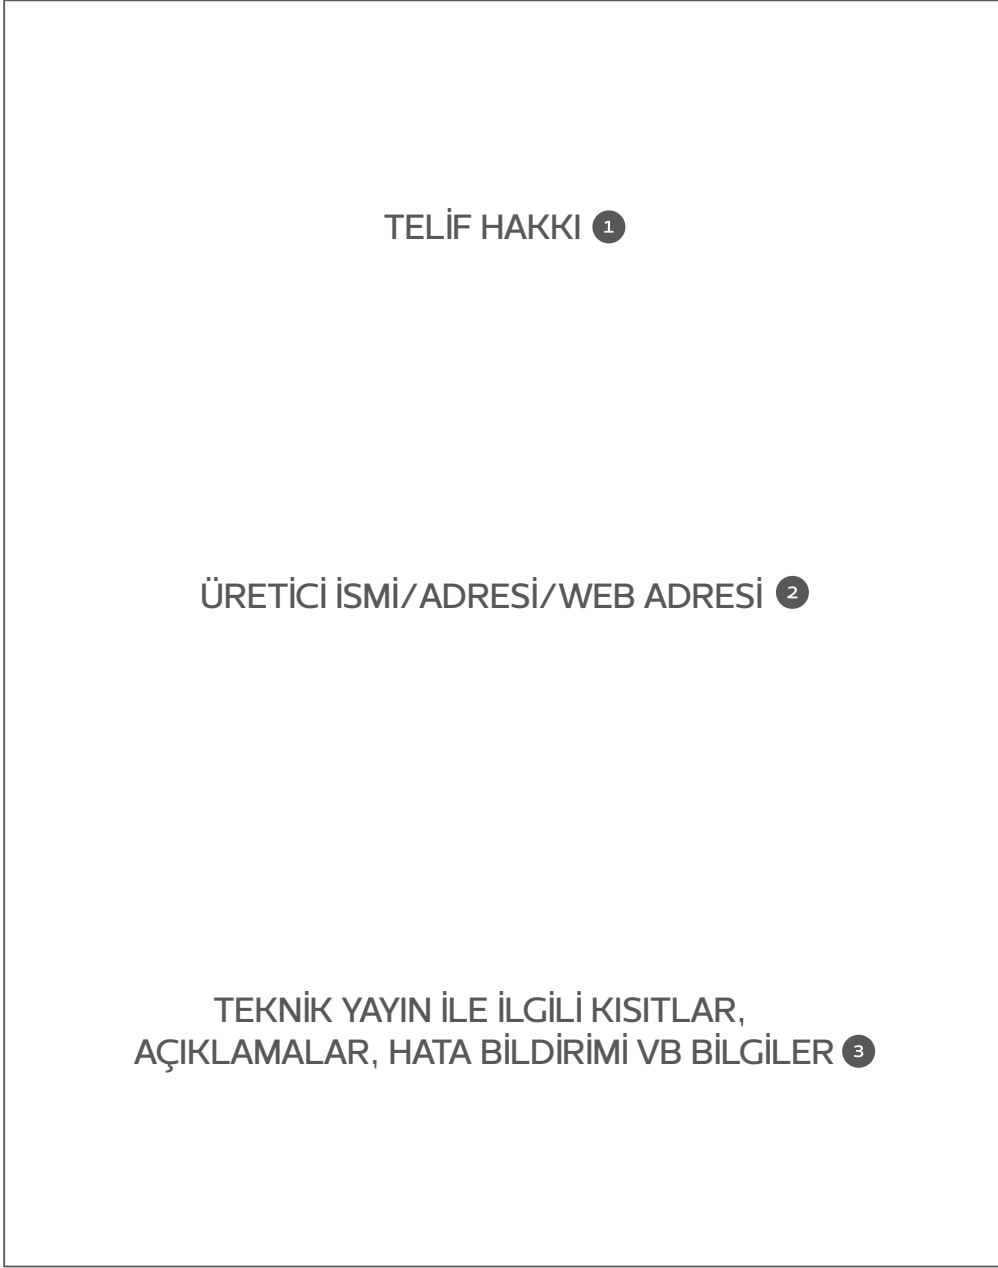 TELİF HAKKI 1
ÜRETİCİ İSMİ/ADRESİ/WEB ADRESİ 2
TEKNİK YAYIN İLE İLGİLİ KISITLAR,
AÇIKLAMALAR, HATA BİLDİRİMİ VB BİLGİLER 3